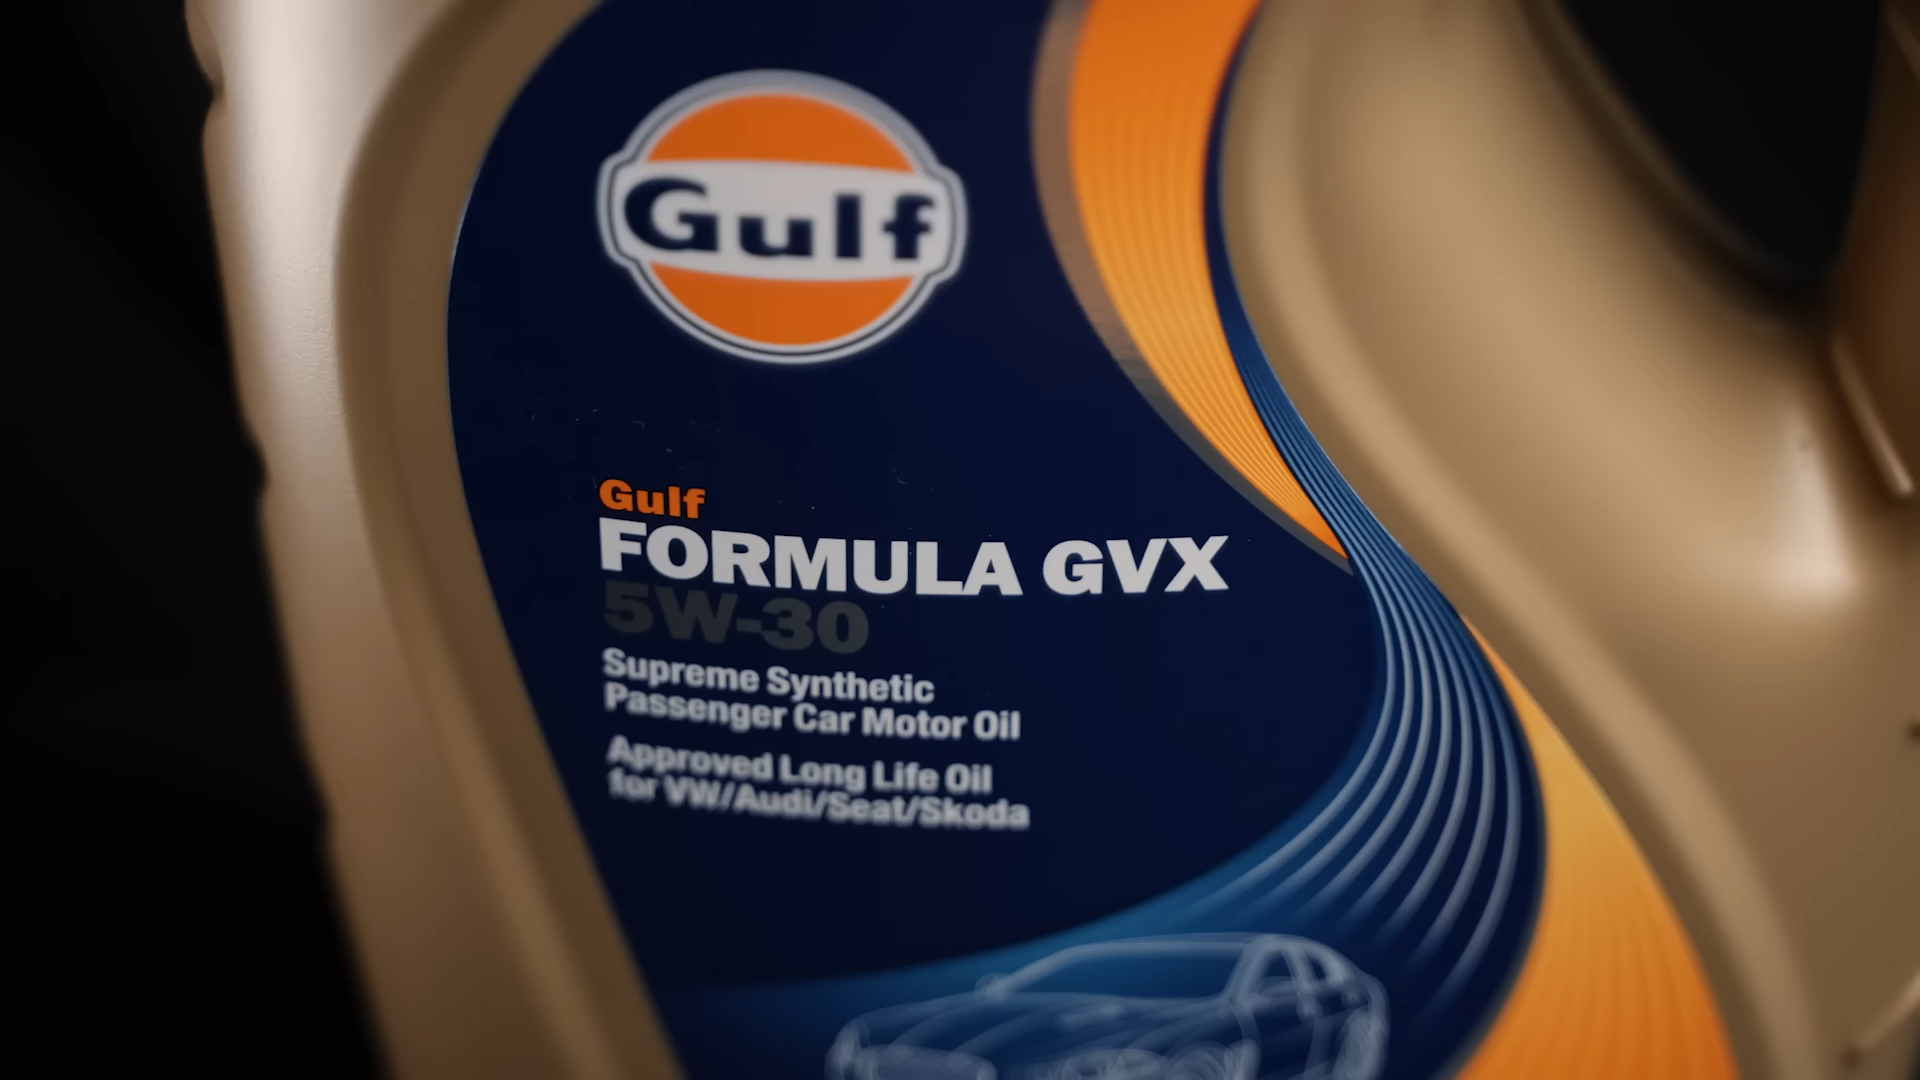 Gulf
Gulf
FORMULA GVX
5W-30
Supreme Synthetic
Passenger Car Motor Oil
Approved Long Life Oil
for VW/Audi/Seat/Skoda